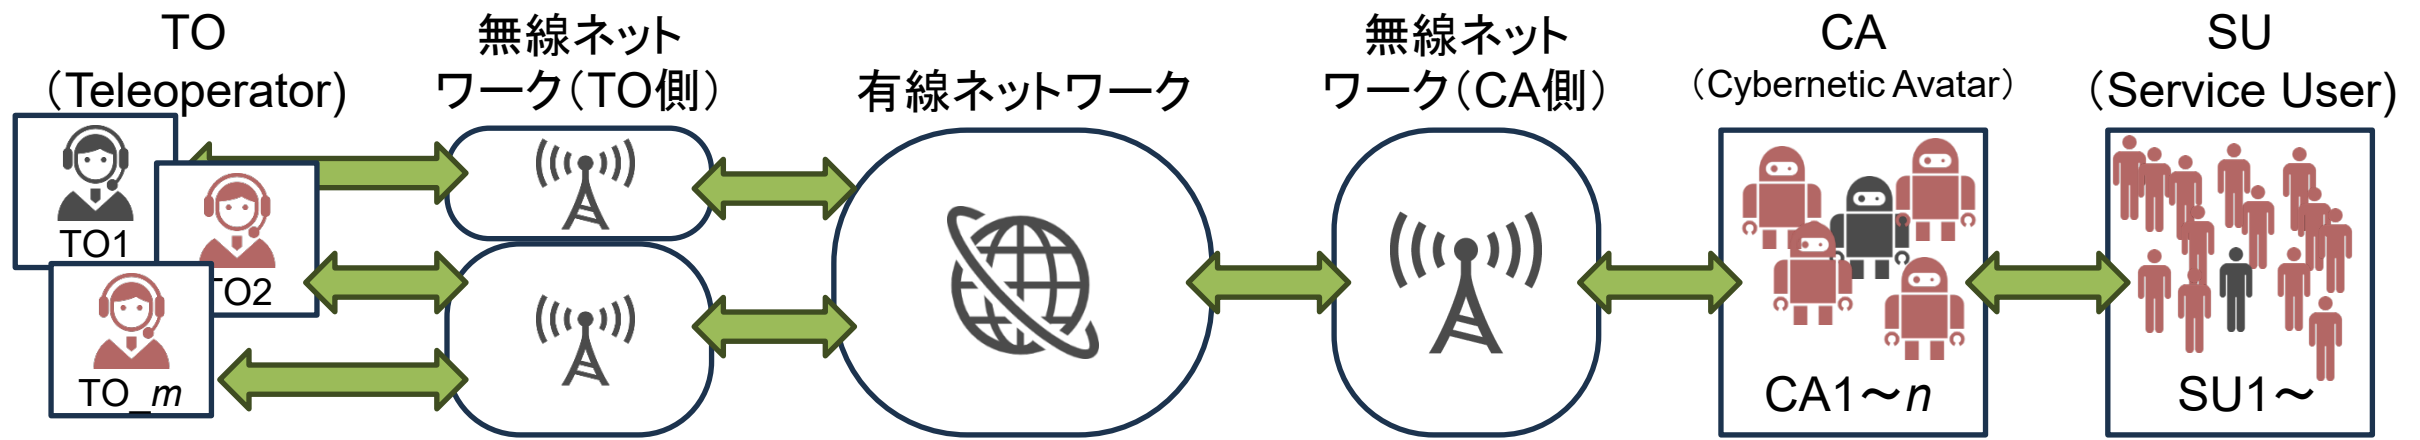 TO
（Teleoperator)
無線ネット
ワーク（TO側）
有線ネットワーク
無線ネット
ワーク（CA側）
CA
（Cybernetic Avatar）
SU
（Service User)
TO1
TO2
TO_m
CA1～n
SU1～